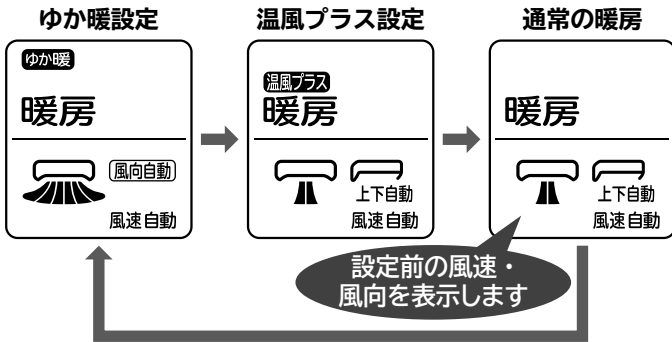 ゆか暖設定
ゆか暖
暖房
風向自動
風速自動
温風プラス設定
温風プラス
暖房
上下自動
風速自動
通常の暖房
暖房
上下自動
風速自動
設定前の風速・
風向を表示します